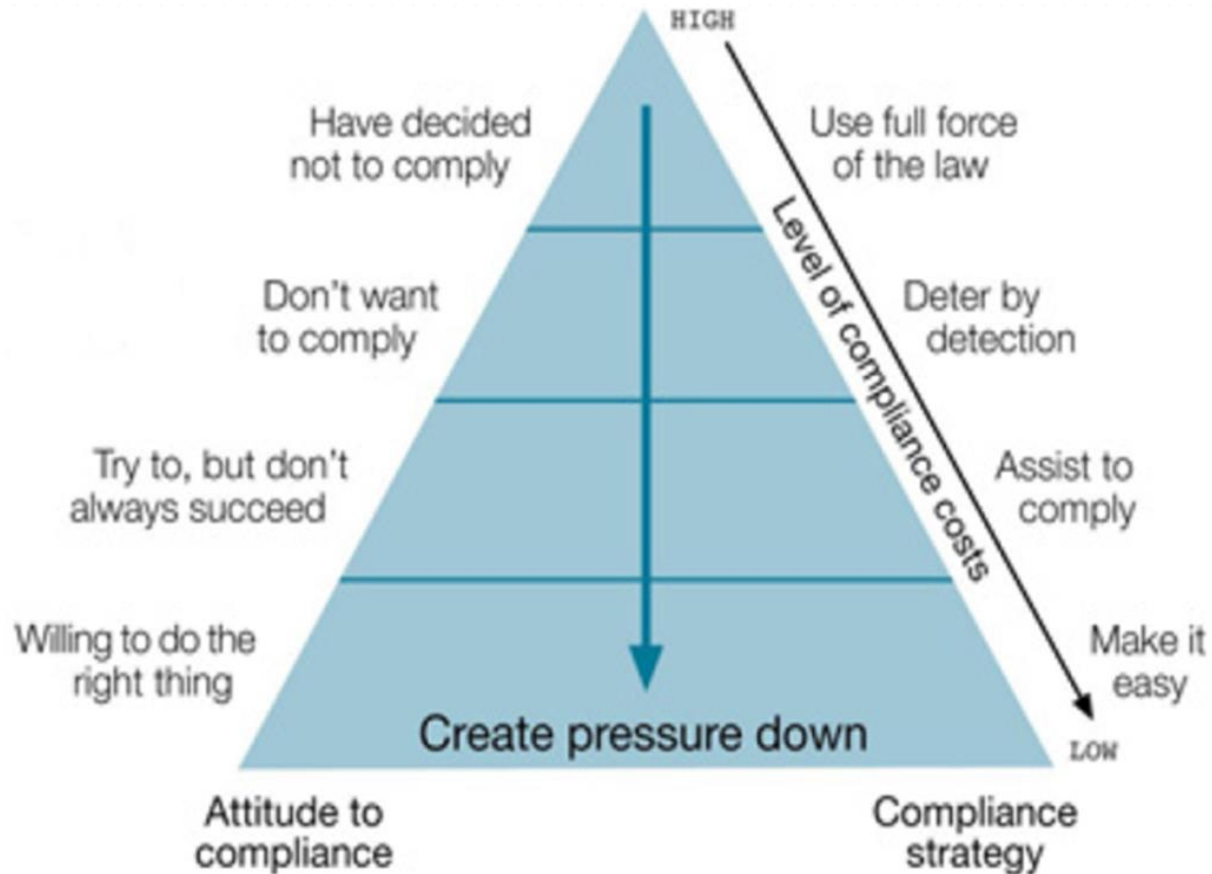 HIGH
Have decided
not to comply
Use full force
of the law
Don't want
to comply
Level of compliance costs
Deter by
detection
Try to, but don't
always succeed
Assist to
comply
Willing to do the
right thing
Make it
easy
Create pressure down
LOW
Attitude to
compliance
Compliance
strategy